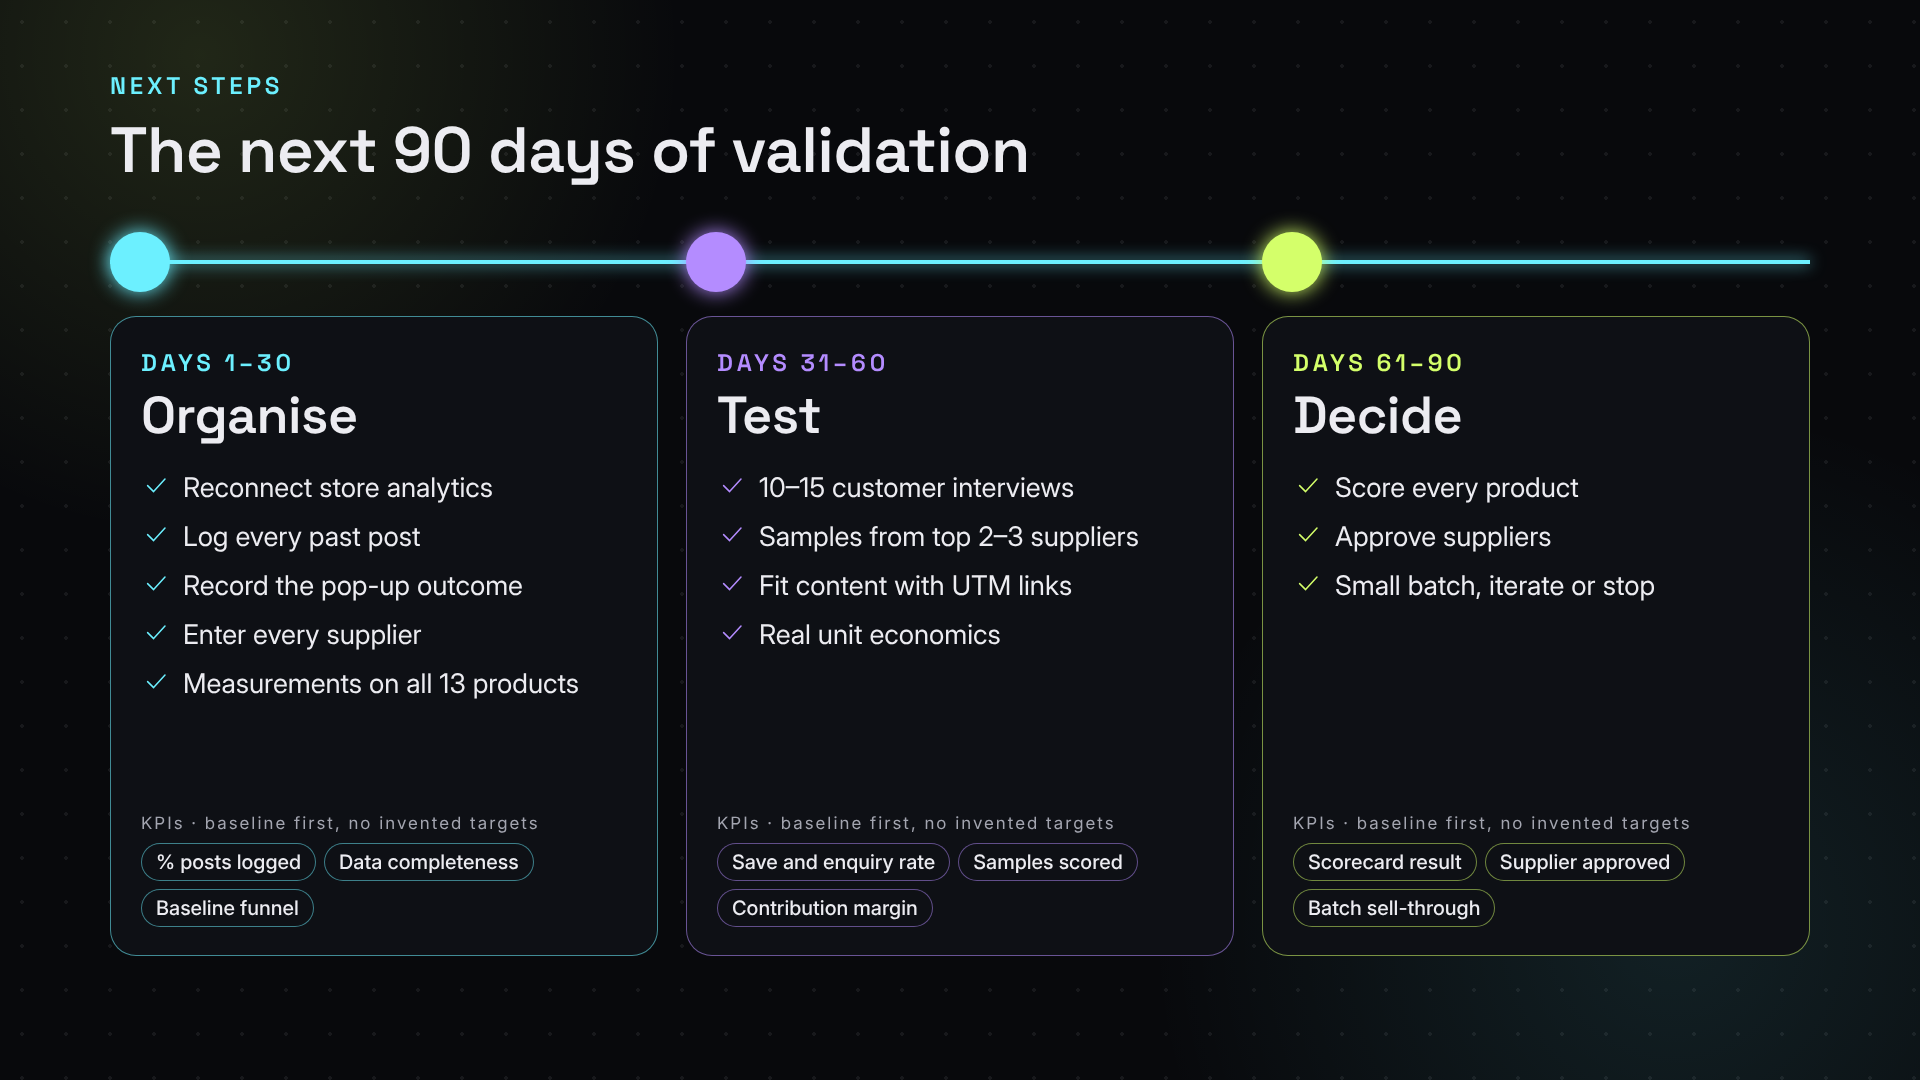 NEXT STEPS
The next 90 days of validation
DAYS 1–30
Organise
Reconnect store analytics
Log every past post
Record the pop-up outcome
Enter every supplier
Measurements on all 13 products
KPIs · baseline first, no invented targets
% posts logged
Data completeness
Baseline funnel
DAYS 31–60
Test
10–15 customer interviews
Samples from top 2–3 suppliers
Fit content with UTM links
Real unit economics
KPIs · baseline first, no invented targets
Save and enquiry rate
Samples scored
Contribution margin
DAYS 61–90
Decide
Score every product
Approve suppliers
Small batch, iterate or stop
KPIs · baseline first, no invented targets
Scorecard result
Supplier approved
Batch sell-through